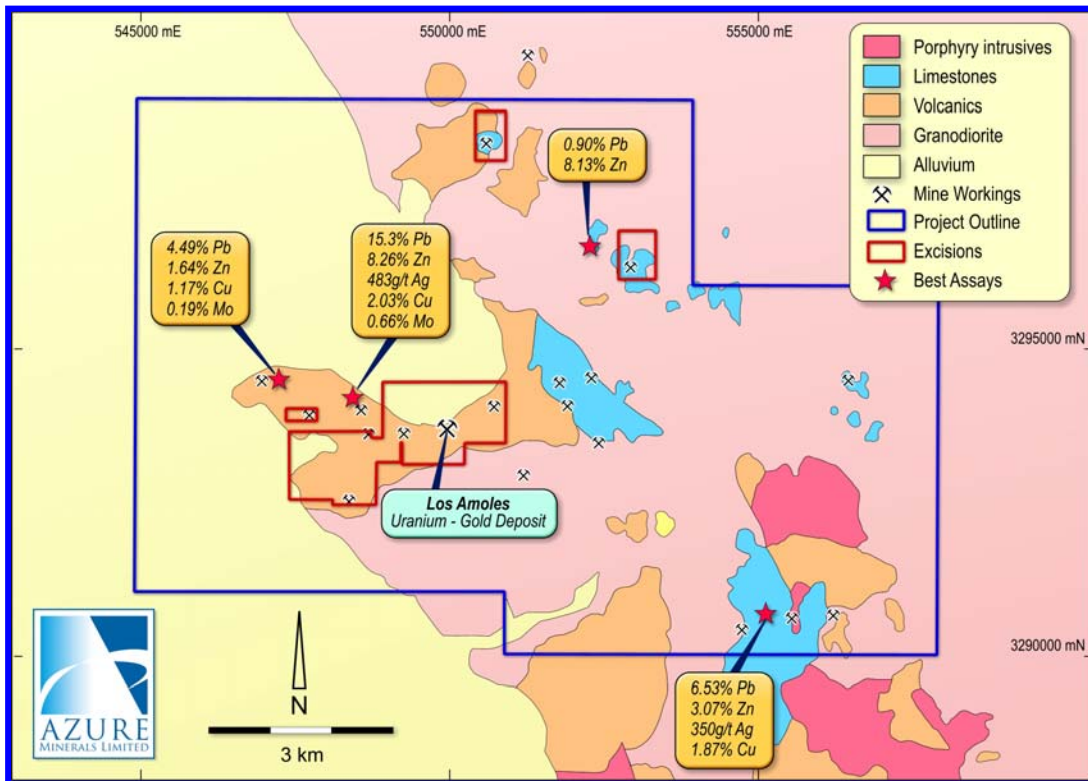 545000 mE
550000 mE
555000 mE
Porphyry intrusives
Limestones
Volcanics
Granodiorite
Alluvium
Mine Workings
Project Outline
Excisions
Best Assays
0.90% Pb
8.13% Zn
4.49% Pb
1.64% Zn
1.17% Cu
0.19% Mo
15.3% Pb
8.26% Zn
483g/t Ag
2.03% Cu
0.66% Mo
3295000 mN
Los Amoles
Uranium - Gold Deposit
3290000 mN
6.53% Pb
3.07% Zn
350g/t Ag
1.87% Cu
AZURE
MINERALS LIMITED
N
3 km